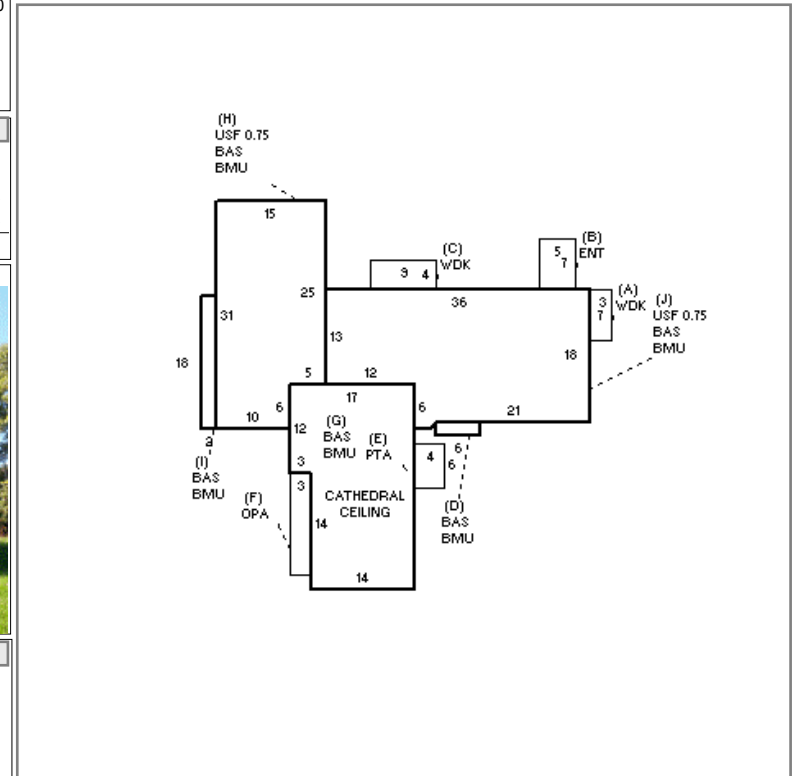 (H)
USF 0.75
BAS
BMU
15
(B)
ENT
5
7
(C)
WDK
9 4
25
36
(A)
WDK
3
7
(J)
USF 0.75
BAS
BMU
31
13
18
18
5
12
17
6
6
21
10
12
(G)
BAS
BMU
(E)
PTA
4
6
6
3
3
(I)
BAS
BMU
(F)
OPA
CATHEDRAL
CEILING
(D)
BAS
BMU
14
14